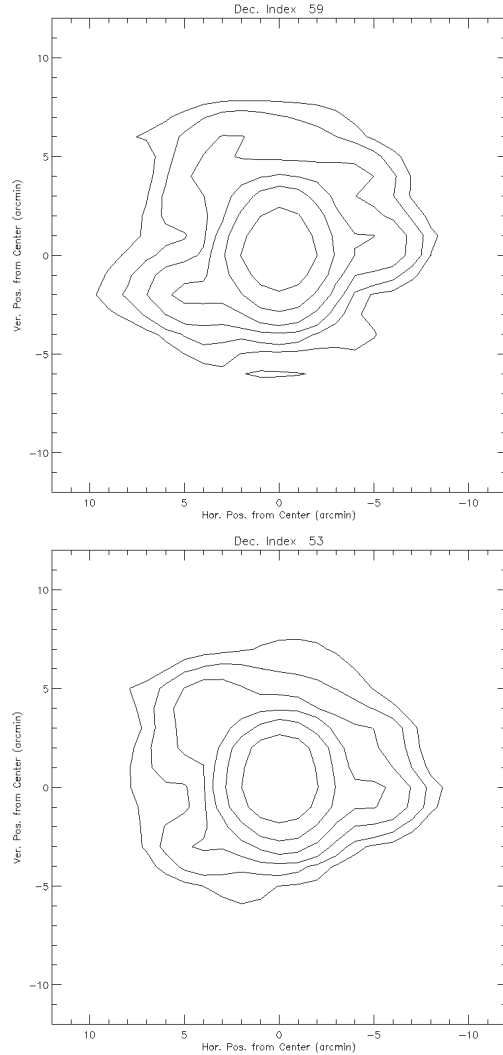 Dec. Index 59
10
5
0
-5
-10
Ver. Pos. from Center (arcmin)
10 5 0 -5 -10
Hor. Pos. from Center (arcmin)
Dec. Index 53
10
5
0
-5
-10
Ver. Pos. from Center (arcmin)
10 5 0 -5 -10
Hor. Pos. from Center (arcmin)